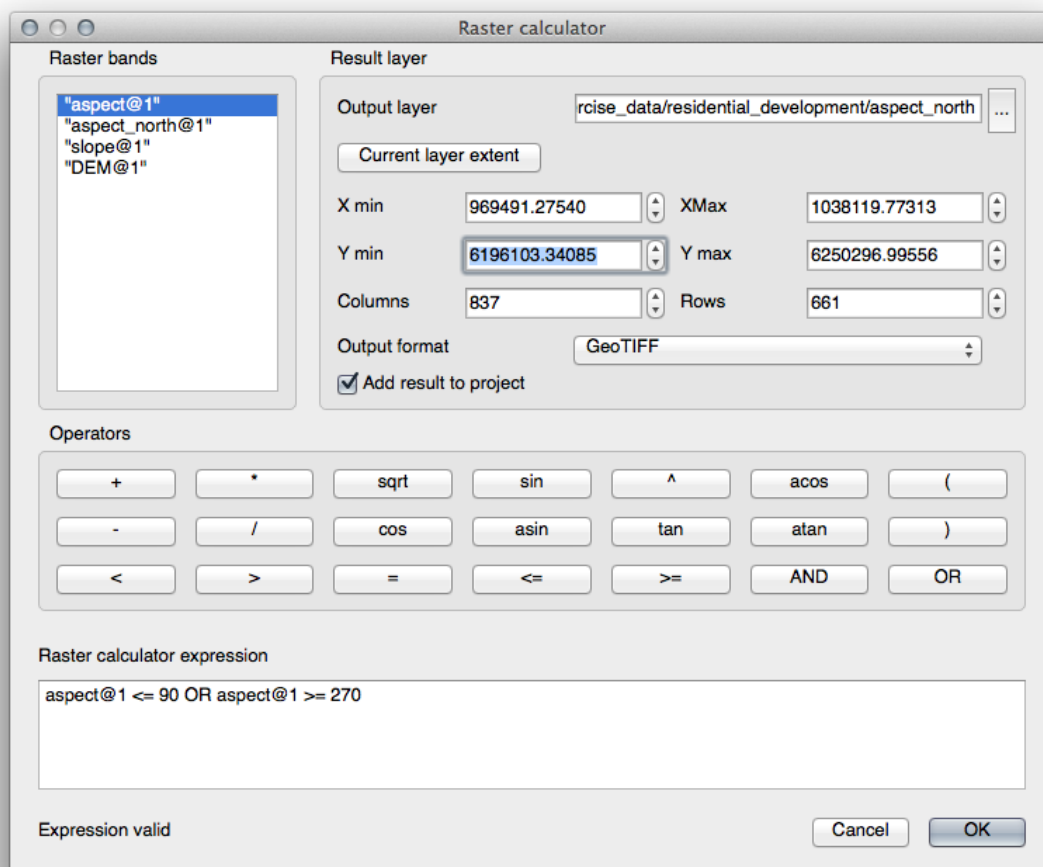 Raster calculator
Raster bands
"aspect@1"
"aspect_north@1"
"slope@1"
"DEM@1"
Result layer
Output layer rcise_data/residential_development/aspect_north ...
Current layer extent
X min 969491.27540 XMax 1038119.77313
Y min 6196103.34085 Y max 6250296.99556
Columns 837 Rows 661
Output format GeoTIFF
Add result to project
Operators
+ * sqrt sin ^ acos (
- / cos asin tan atan )
< > = <= >= AND OR
Raster calculator expression
aspect@1 <= 90 OR aspect@1 >= 270
Expression valid Cancel OK